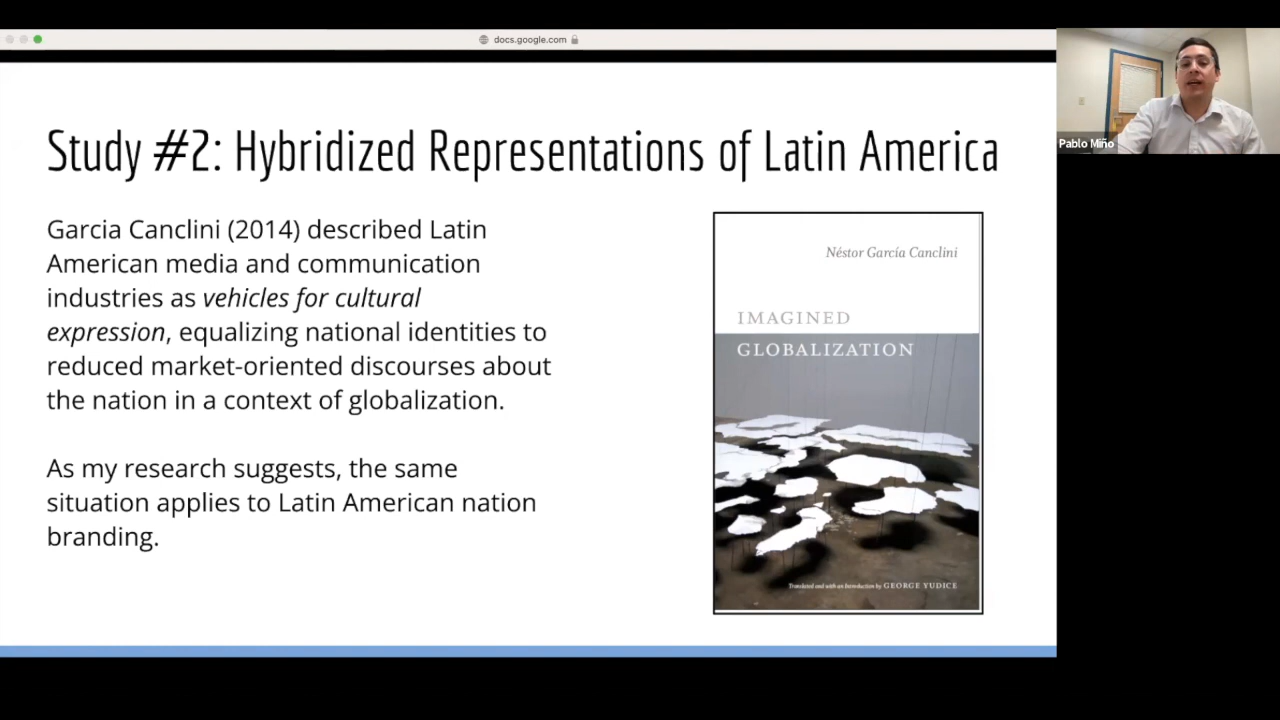 docs.google.com
Study #2: Hybridized Representations of Latin America
Garcia Canclini (2014) described Latin
American media and communication
industries as vehicles for cultural
expression, equalizing national identities to
reduced market-oriented discourses about
the nation in a context of globalization.
As my research suggests, the same
situation applies to Latin American nation
branding.
Néstor García Canclini
IMAGINED
GLOBALIZATION
Translated and with an Introduction by GEORGE YÚDICE
Pablo Miño